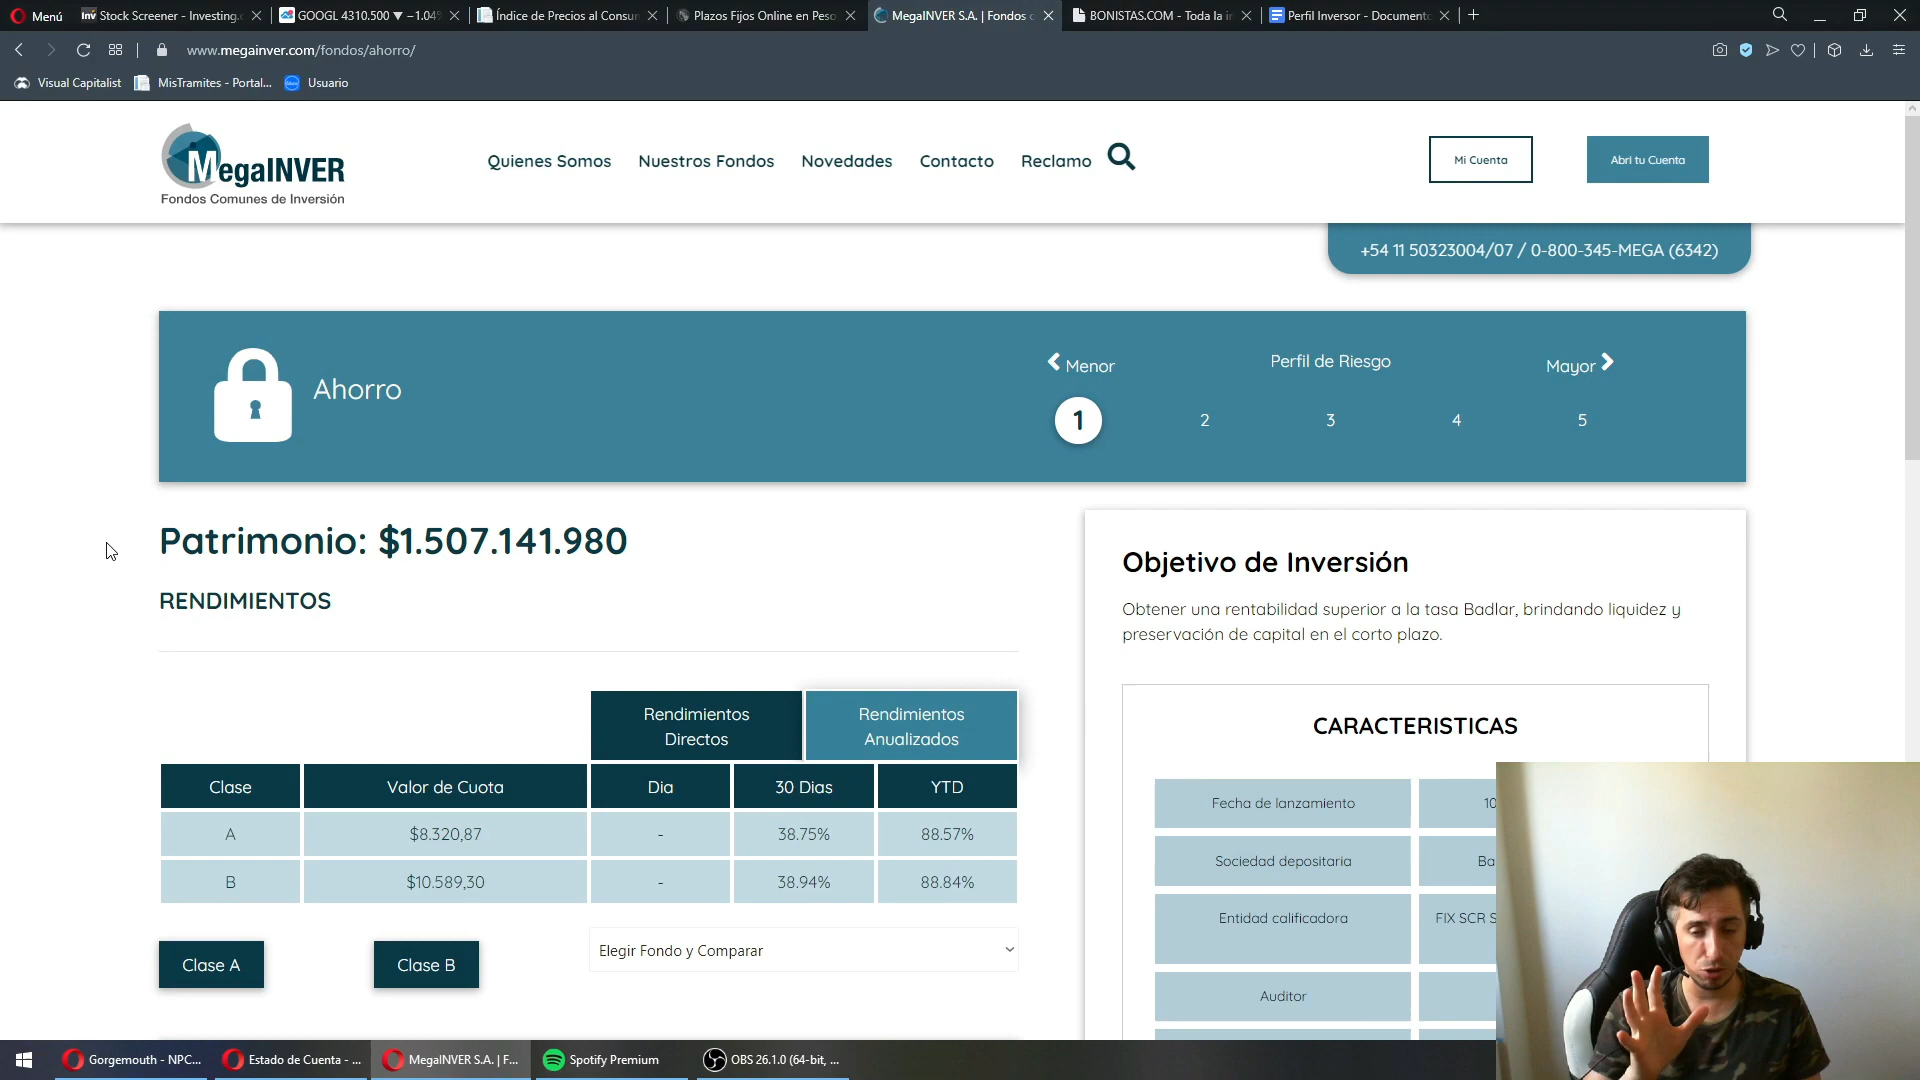 Menú
Stock Screener - Investing.
GOOGL 4310.500 ▼ −1.04%
Índice de Precios al Consum
Plazos Fijos Online en Peso
MegaINVER S.A. | Fondos c
BONISTAS.COM - Toda la in
Perfil Inversor - Documento
www.megainver.com/fondos/ahorro/
Visual Capitalist
MisTramites - Portal...
Usuario
MegaINVER
Fondos Comunes de Inversión
Quienes Somos
Nuestros Fondos
Novedades
Contacto
Reclamo
Mi Cuenta
Abri tu Cuenta
+54 11 50323004/07 / 0-800-345-MEGA (6342)
Ahorro
Menor
Perfil de Riesgo
Mayor
1 2 3 4 5
Patrimonio: $1.507.141.980
RENDIMIENTOS
Rendimientos Directos
Rendimientos Anualizados
Clase Valor de Cuota Dia 30 Dias YTD
A $8.320,87 - 38.75% 88.57%
B $10.589,30 - 38.94% 88.84%
Clase A
Clase B
Elegir Fondo y Comparar
Objetivo de Inversión
Obtener una rentabilidad superior a la tasa Badlar, brindando liquidez y
preservación de capital en el corto plazo.
CARACTERISTICAS
Fecha de lanzamiento 10
Sociedad depositaria Ba
Entidad calificadora FIX SCR S
Auditor
Gorgemouth - NPC...
Estado de Cuenta - ...
MegaINVER S.A. | F...
Spotify Premium
OBS 26.1.0 (64-bit, ...